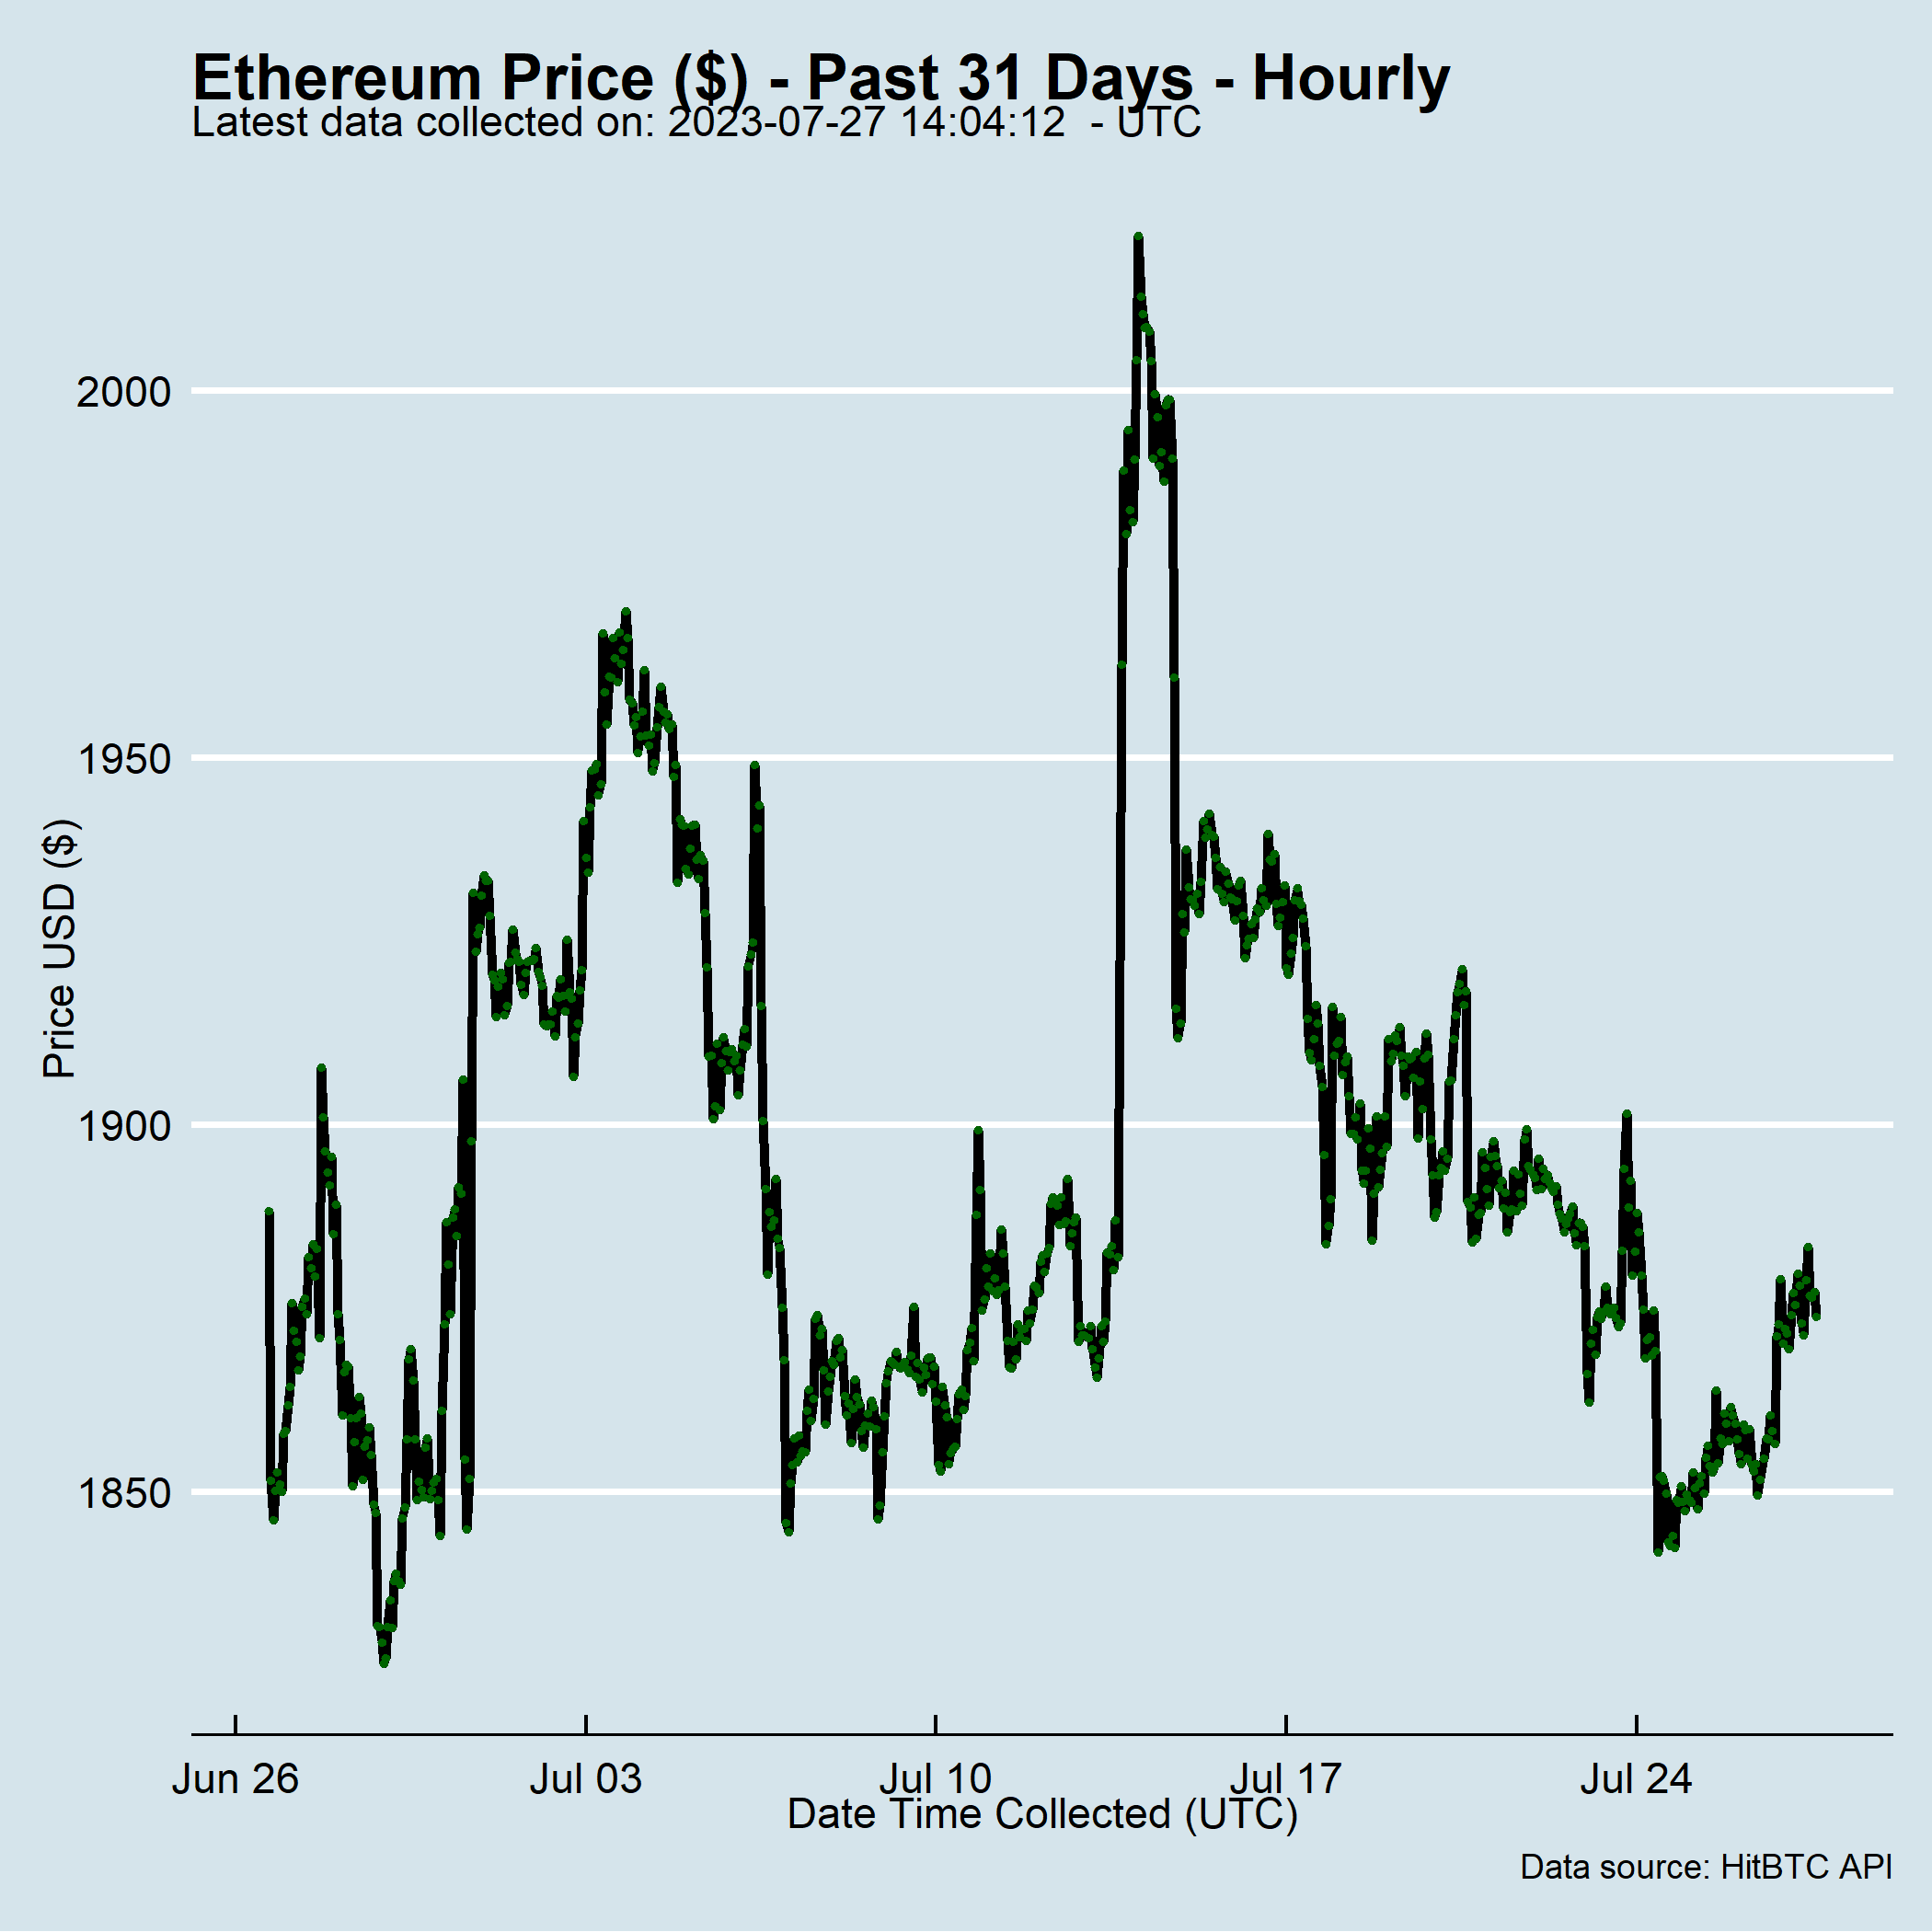 Ethereum Price ($) - Past 31 Days - Hourly
Latest data collected on: 2023-07-27 14:04:12  - UTC
Price USD ($)
2000
1950
1900
1850
Jun 26
Jul 03
Jul 10
Jul 17
Jul 24
Date Time Collected (UTC)
Data source: HitBTC API